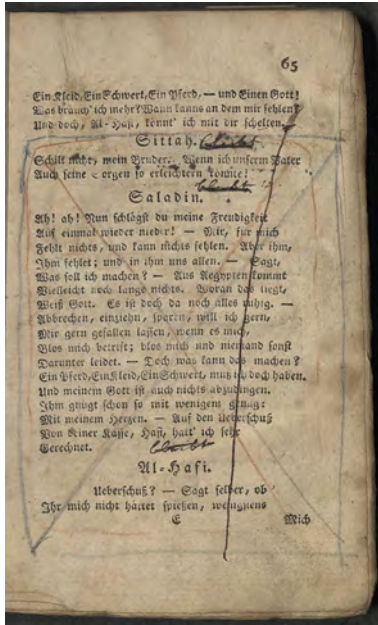 65
Ein Kleid, Ein Schwert, Ein Pferd, — und Einen Gott!
Was brauch' ich mehr? Wann kanns an dem mir fehlen?
Und doch, Al-Hafi, könnt' ich mit dir schelten.
Sittah. bleibt
Schilt nicht, mein Bruder. Wenn ich unserm Vater
Auch seine Sorgen so erleichtern könnte!
bleibt
Saladin.
Ah! ah! Nun schlägst du meine Freudigkeit
Auf einmal wieder nieder! — Mir, für mich
Fehlt nichts, und kann nichts fehlen. Aber ihm,
Ihm fehlet; und in ihm uns allen. — Sagt,
Was soll ich machen? — Aus Aegypten kommt
Vielleicht noch lange nichts. Woran das liegt,
Weiß Gott. Es ist doch da noch alles ruhig. —
Abbrechen, einziehn, sparen, will ich gern,
Mir gern gefallen lassen, wenn es mich,
Blos mich betrift; blos mich und niemand sonst
Darunter leidet. — Doch was kann das machen?
Ein Pferd, Ein Kleid, Ein Schwert, muß ich doch haben.
Und meinem Gott ist auch nichts abzudingen.
Ihm gnügt schon so mit wenigem genug:
Mit meinem Herzen. — Auf den Ueberschuß
Von deiner Kasse, Hafi, hatt' ich sehr
Gerechnet. bleibt
Al-Hafi.
Ueberschuß? — Sagt selber, ob
Ihr mich nicht hättet spießen, wenigstens
E Mich